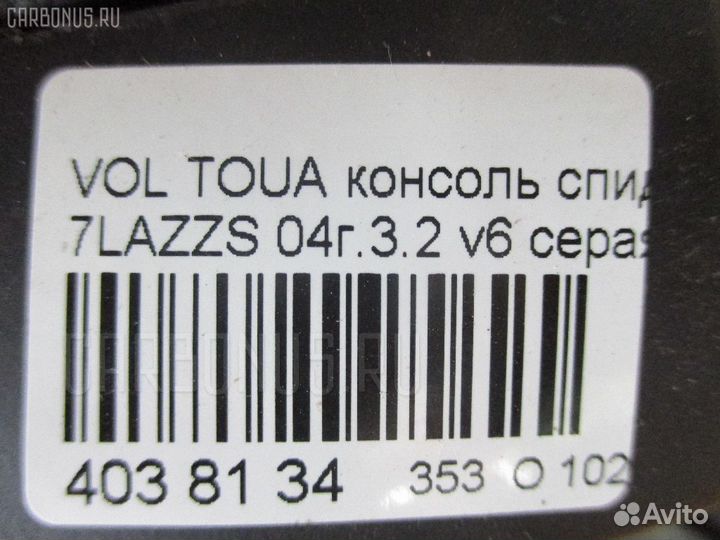 CARBONUS.RU
VOL TOUA консоль спид
7LAZZS 04г.3.2 v6 серая
CARBONUS.RU
403 81 34 353 O 102
Avito